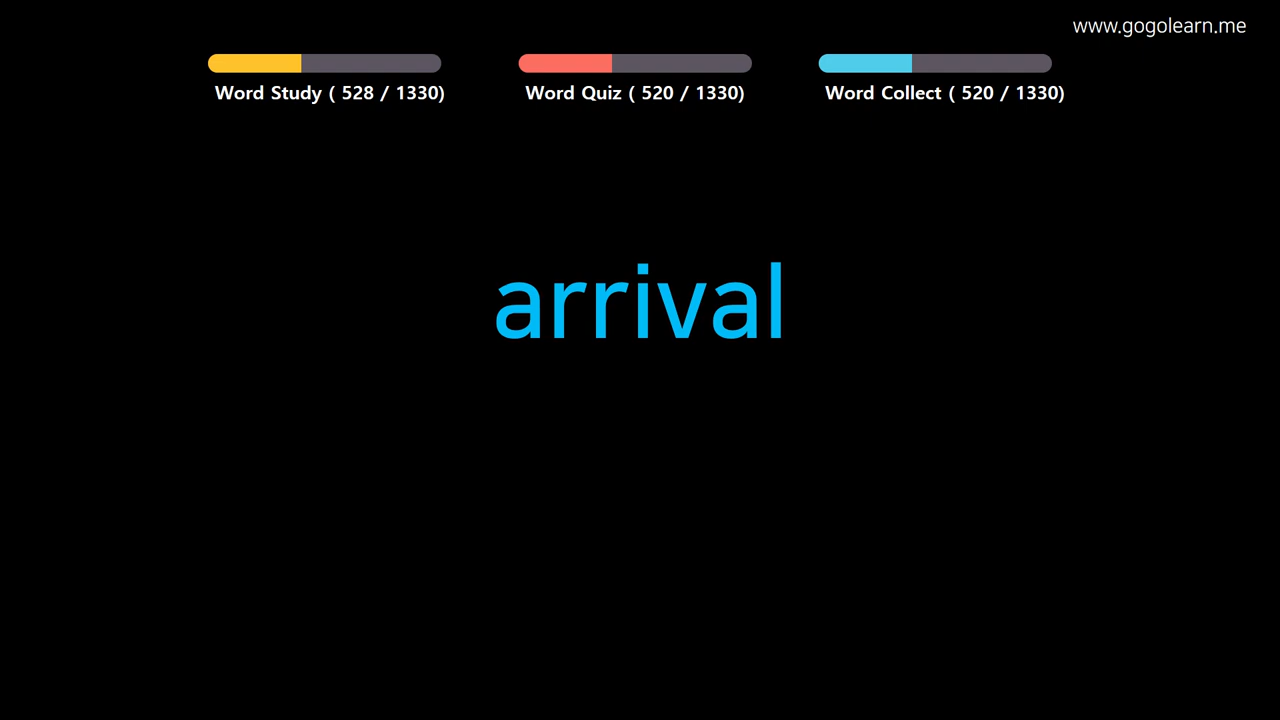 www.gogolearn.me
Word Study ( 528 / 1330)
Word Quiz ( 520 / 1330)
Word Collect ( 520 / 1330)
arrival